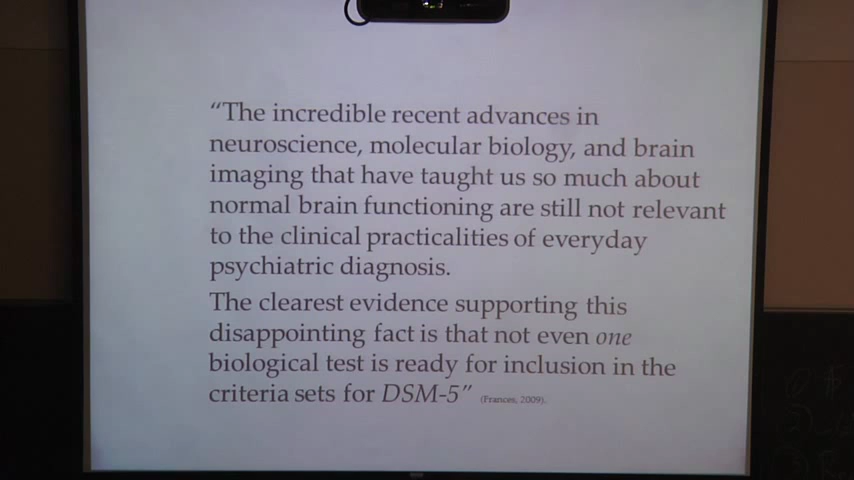 “The incredible recent advances in
neuroscience, molecular biology, and brain
imaging that have taught us so much about
normal brain functioning are still not relevant
to the clinical practicalities of everyday
psychiatric diagnosis.
The clearest evidence supporting this
disappointing fact is that not even one
biological test is ready for inclusion in the
criteria sets for DSM-5” (Frances, 2009).